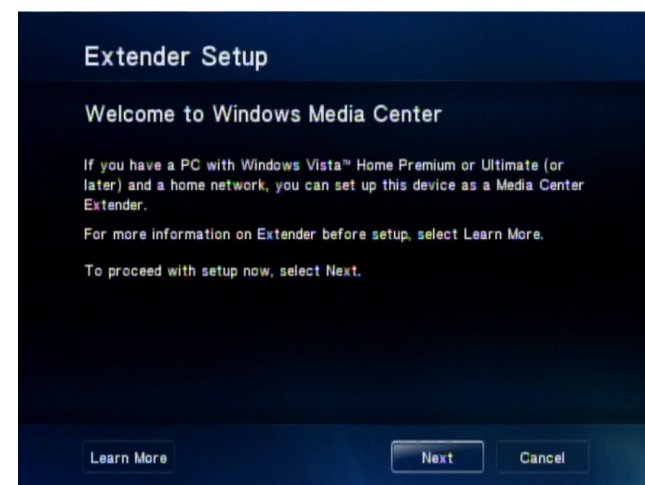 Extender Setup
Welcome to Windows Media Center
If you have a PC with Windows Vista™ Home Premium or Ultimate (or
later) and a home network, you can set up this device as a Media Center
Extender.
For more information on Extender before setup, select Learn More.
To proceed with setup now, select Next.
Learn More
Next
Cancel